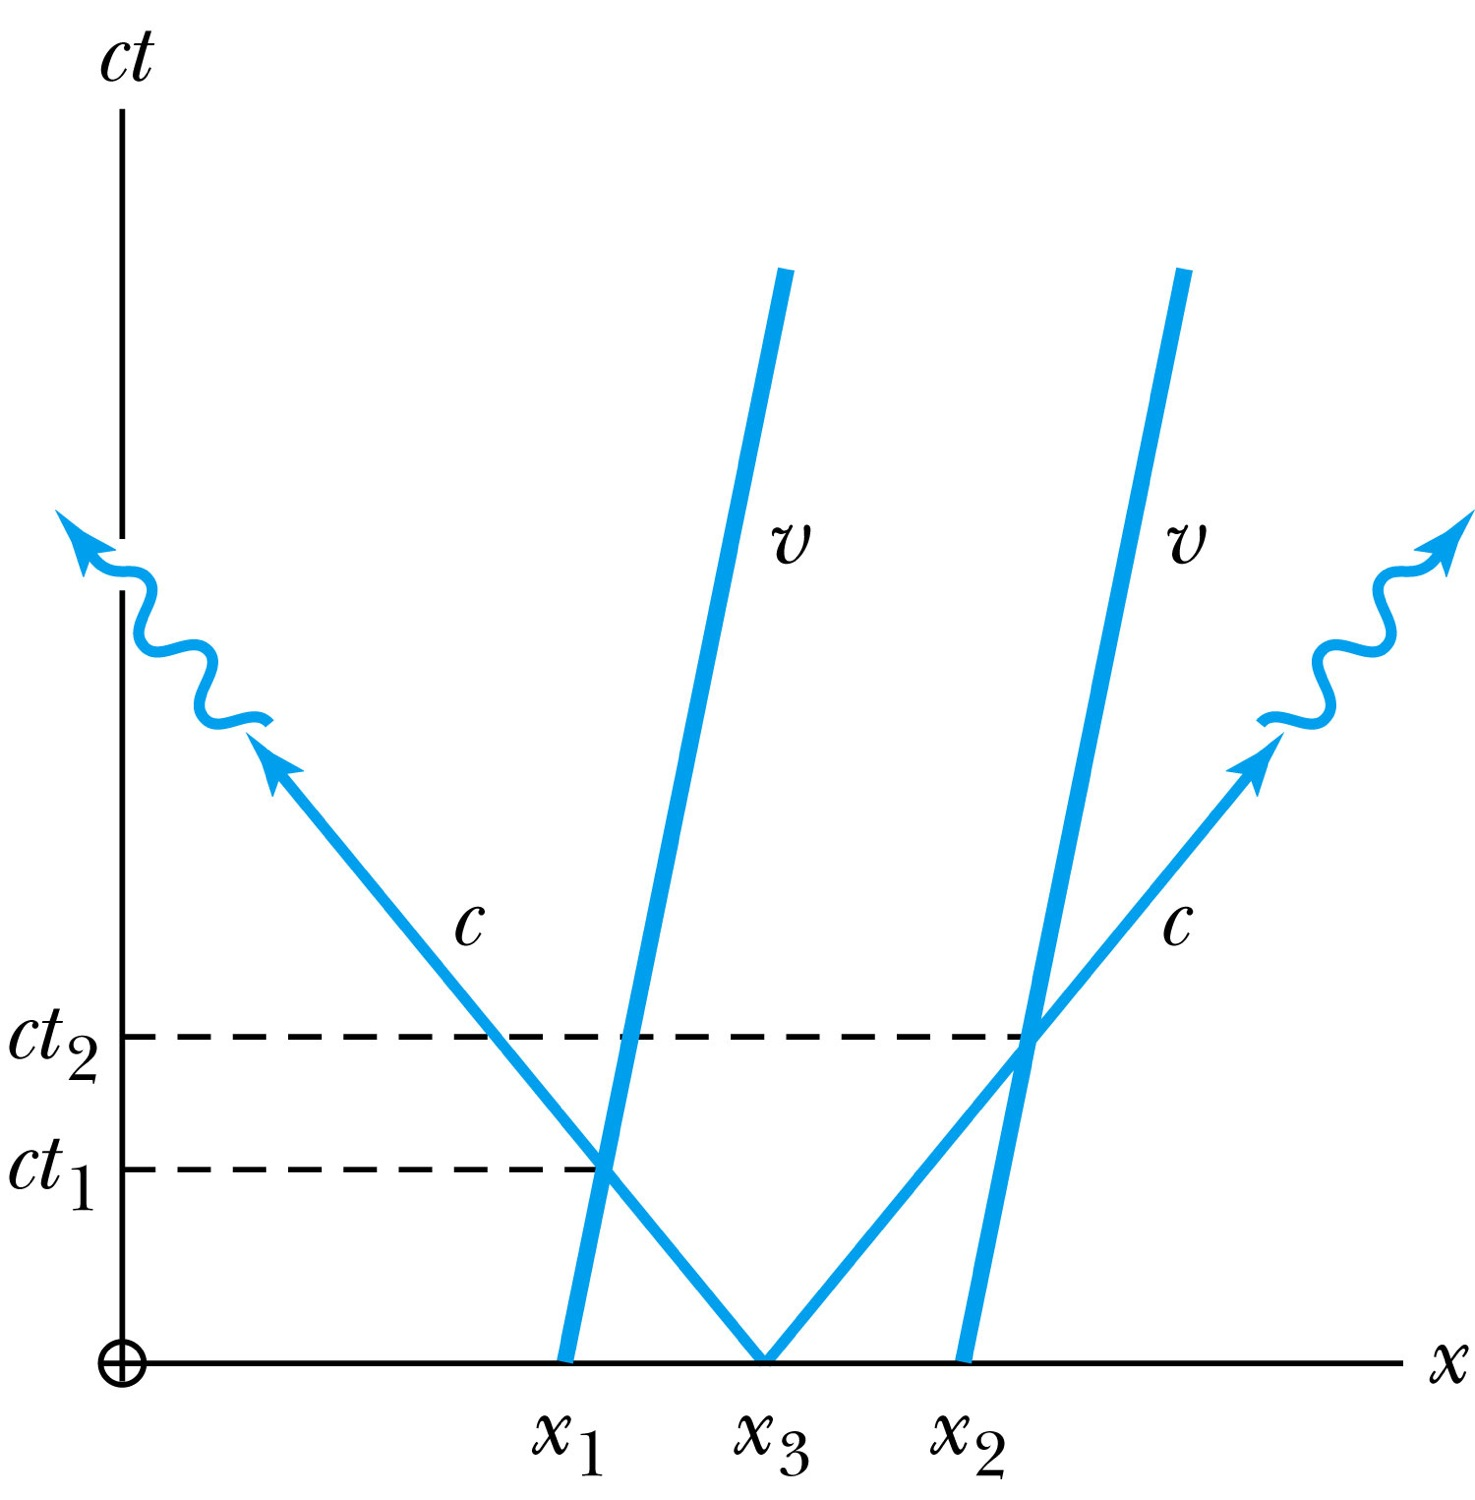 ct
v v
c c
ct₂
ct₁
x
x₁ x₃ x₂